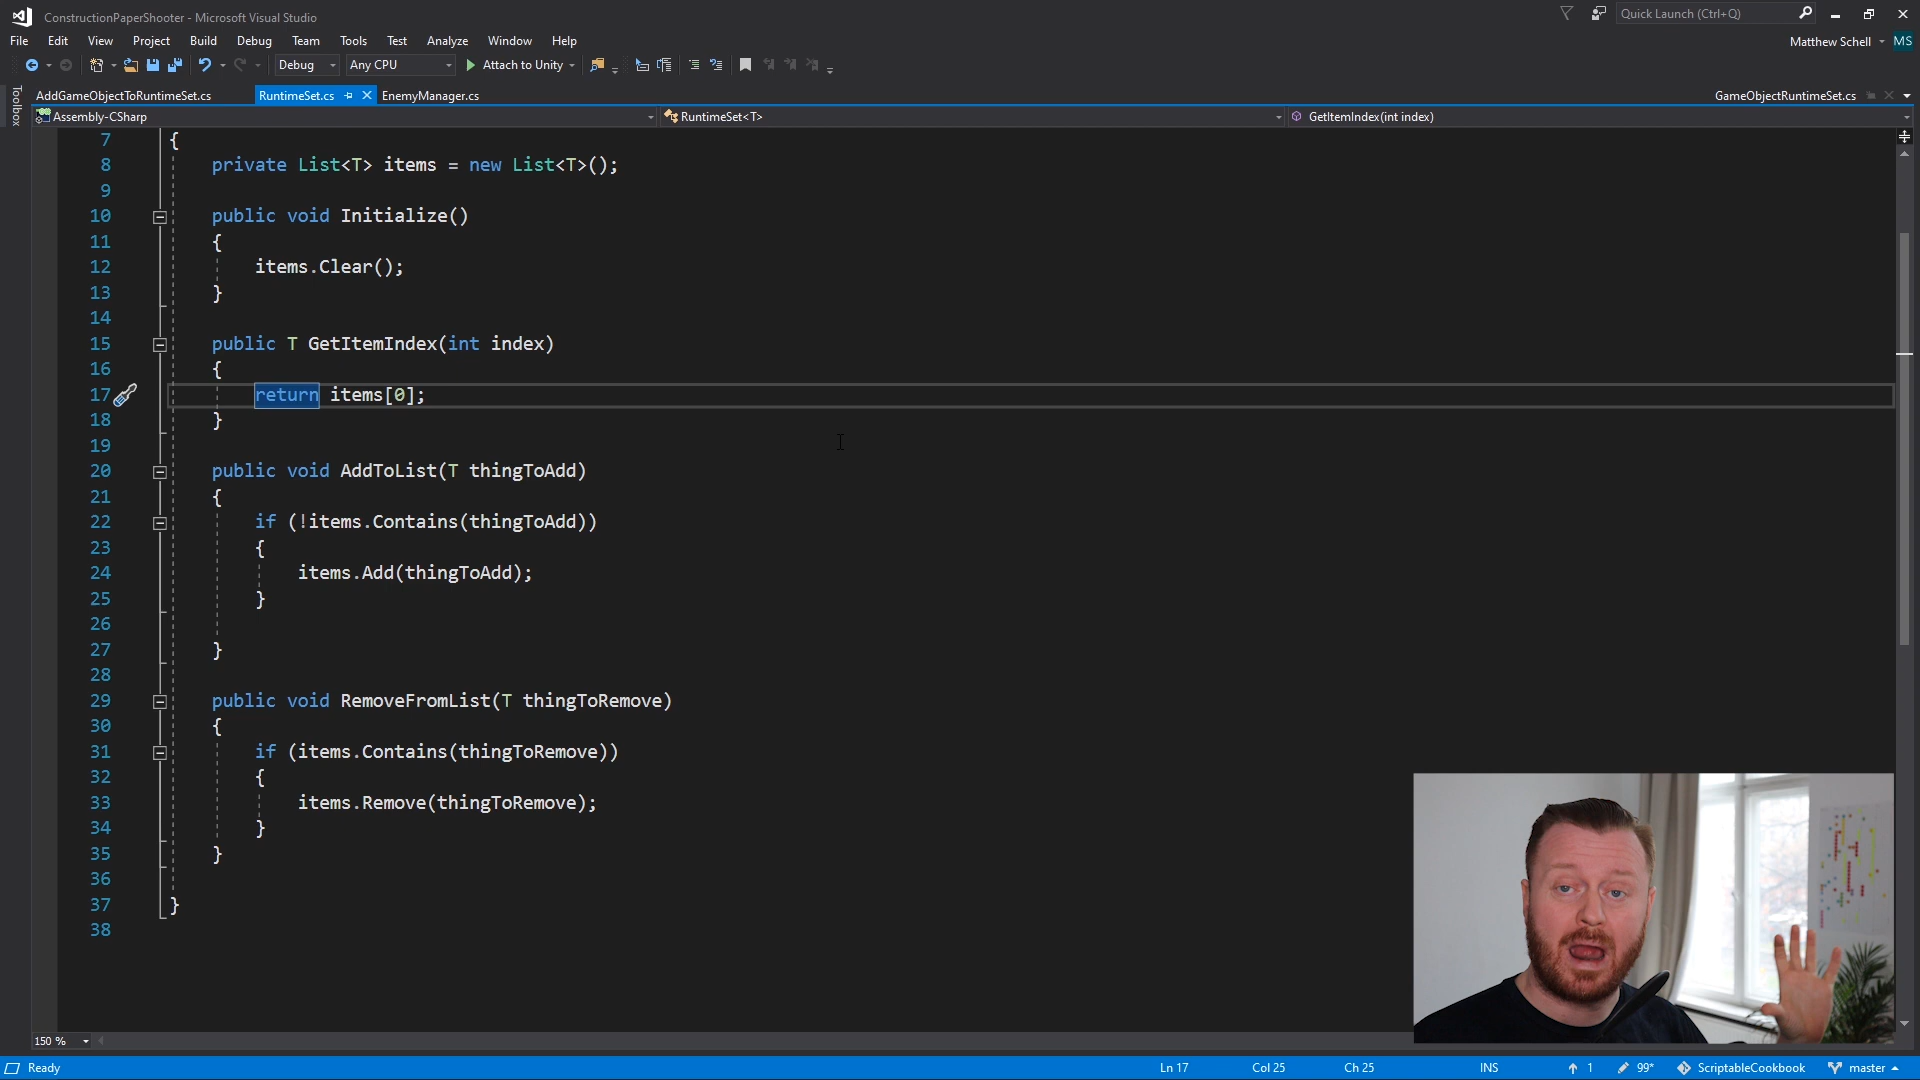 ConstructionPaperShooter - Microsoft Visual Studio
Quick Launch (Ctrl+Q)
File Edit View Project Build Debug Team Tools Test Analyze Window Help
Matthew Schell MS
Debug Any CPU Attach to Unity
Toolbox
AddGameObjectToRuntimeSet.cs RuntimeSet.cs EnemyManager.cs GameObjectRuntimeSet.cs
Assembly-CSharp RuntimeSet<T> GetItemIndex(int index)
7 {
8 private List<T> items = new List<T>();
9
10 public void Initialize()
11 {
12 items.Clear();
13 }
14
15 public T GetItemIndex(int index)
16 {
17 return items[0];
18 }
19
20 public void AddToList(T thingToAdd)
21 {
22 if (!items.Contains(thingToAdd))
23 {
24 items.Add(thingToAdd);
25 }
26
27 }
28
29 public void RemoveFromList(T thingToRemove)
30 {
31 if (items.Contains(thingToRemove))
32 {
33 items.Remove(thingToRemove);
34 }
35 }
36
37 }
38
150 %
Ready Ln 17 Col 25 Ch 25 INS 1 99* ScriptableCookbook master